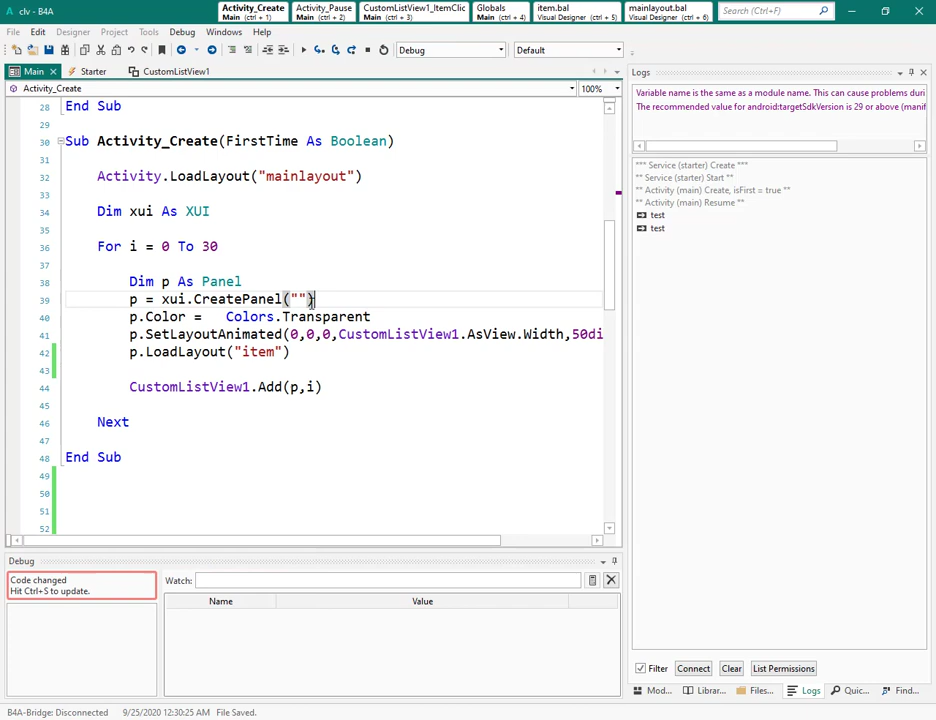 clv - B4A
Activity_Create
Main (ctrl + 1)
Activity_Pause
Main (ctrl + 2)
CustomListView1_ItemClic
Main (ctrl + 3)
Globals
Main (ctrl + 4)
item.bal
Visual Designer (ctrl + 5)
mainlayout.bal
Visual Designer (ctrl + 6)
Search (Ctrl+F)
File Edit Designer Project Tools Debug Windows Help
Debug
Default
Main
Starter
CustomListView1
Activity_Create
100%
28 End Sub
29
30 Sub Activity_Create(FirstTime As Boolean)
31
32 Activity.LoadLayout("mainlayout")
33
34 Dim xui As XUI
35
36 For i = 0 To 30
37
38 Dim p As Panel
39 p = xui.CreatePanel("")
40 p.Color = Colors.Transparent
41 p.SetLayoutAnimated(0,0,0,CustomListView1.AsView.Width,50di
42 p.LoadLayout("item")
43
44 CustomListView1.Add(p,i)
45
46 Next
47
48 End Sub
49
50
51
52
Logs
Variable name is the same as a module name. This can cause problems duri
The recommended value for android:targetSdkVersion is 29 or above (manif
*** Service (starter) Create ***
** Service (starter) Start **
** Activity (main) Create, isFirst = true **
** Activity (main) Resume **
test
test
Filter
Connect
Clear
List Permissions
Mod...
Librar...
Files...
Logs
Quic...
Find...
Debug
Code changed
Hit Ctrl+S to update.
Watch:
Name
Value
B4A-Bridge: Disconnected 9/25/2020 12:30:25 AM File Saved.